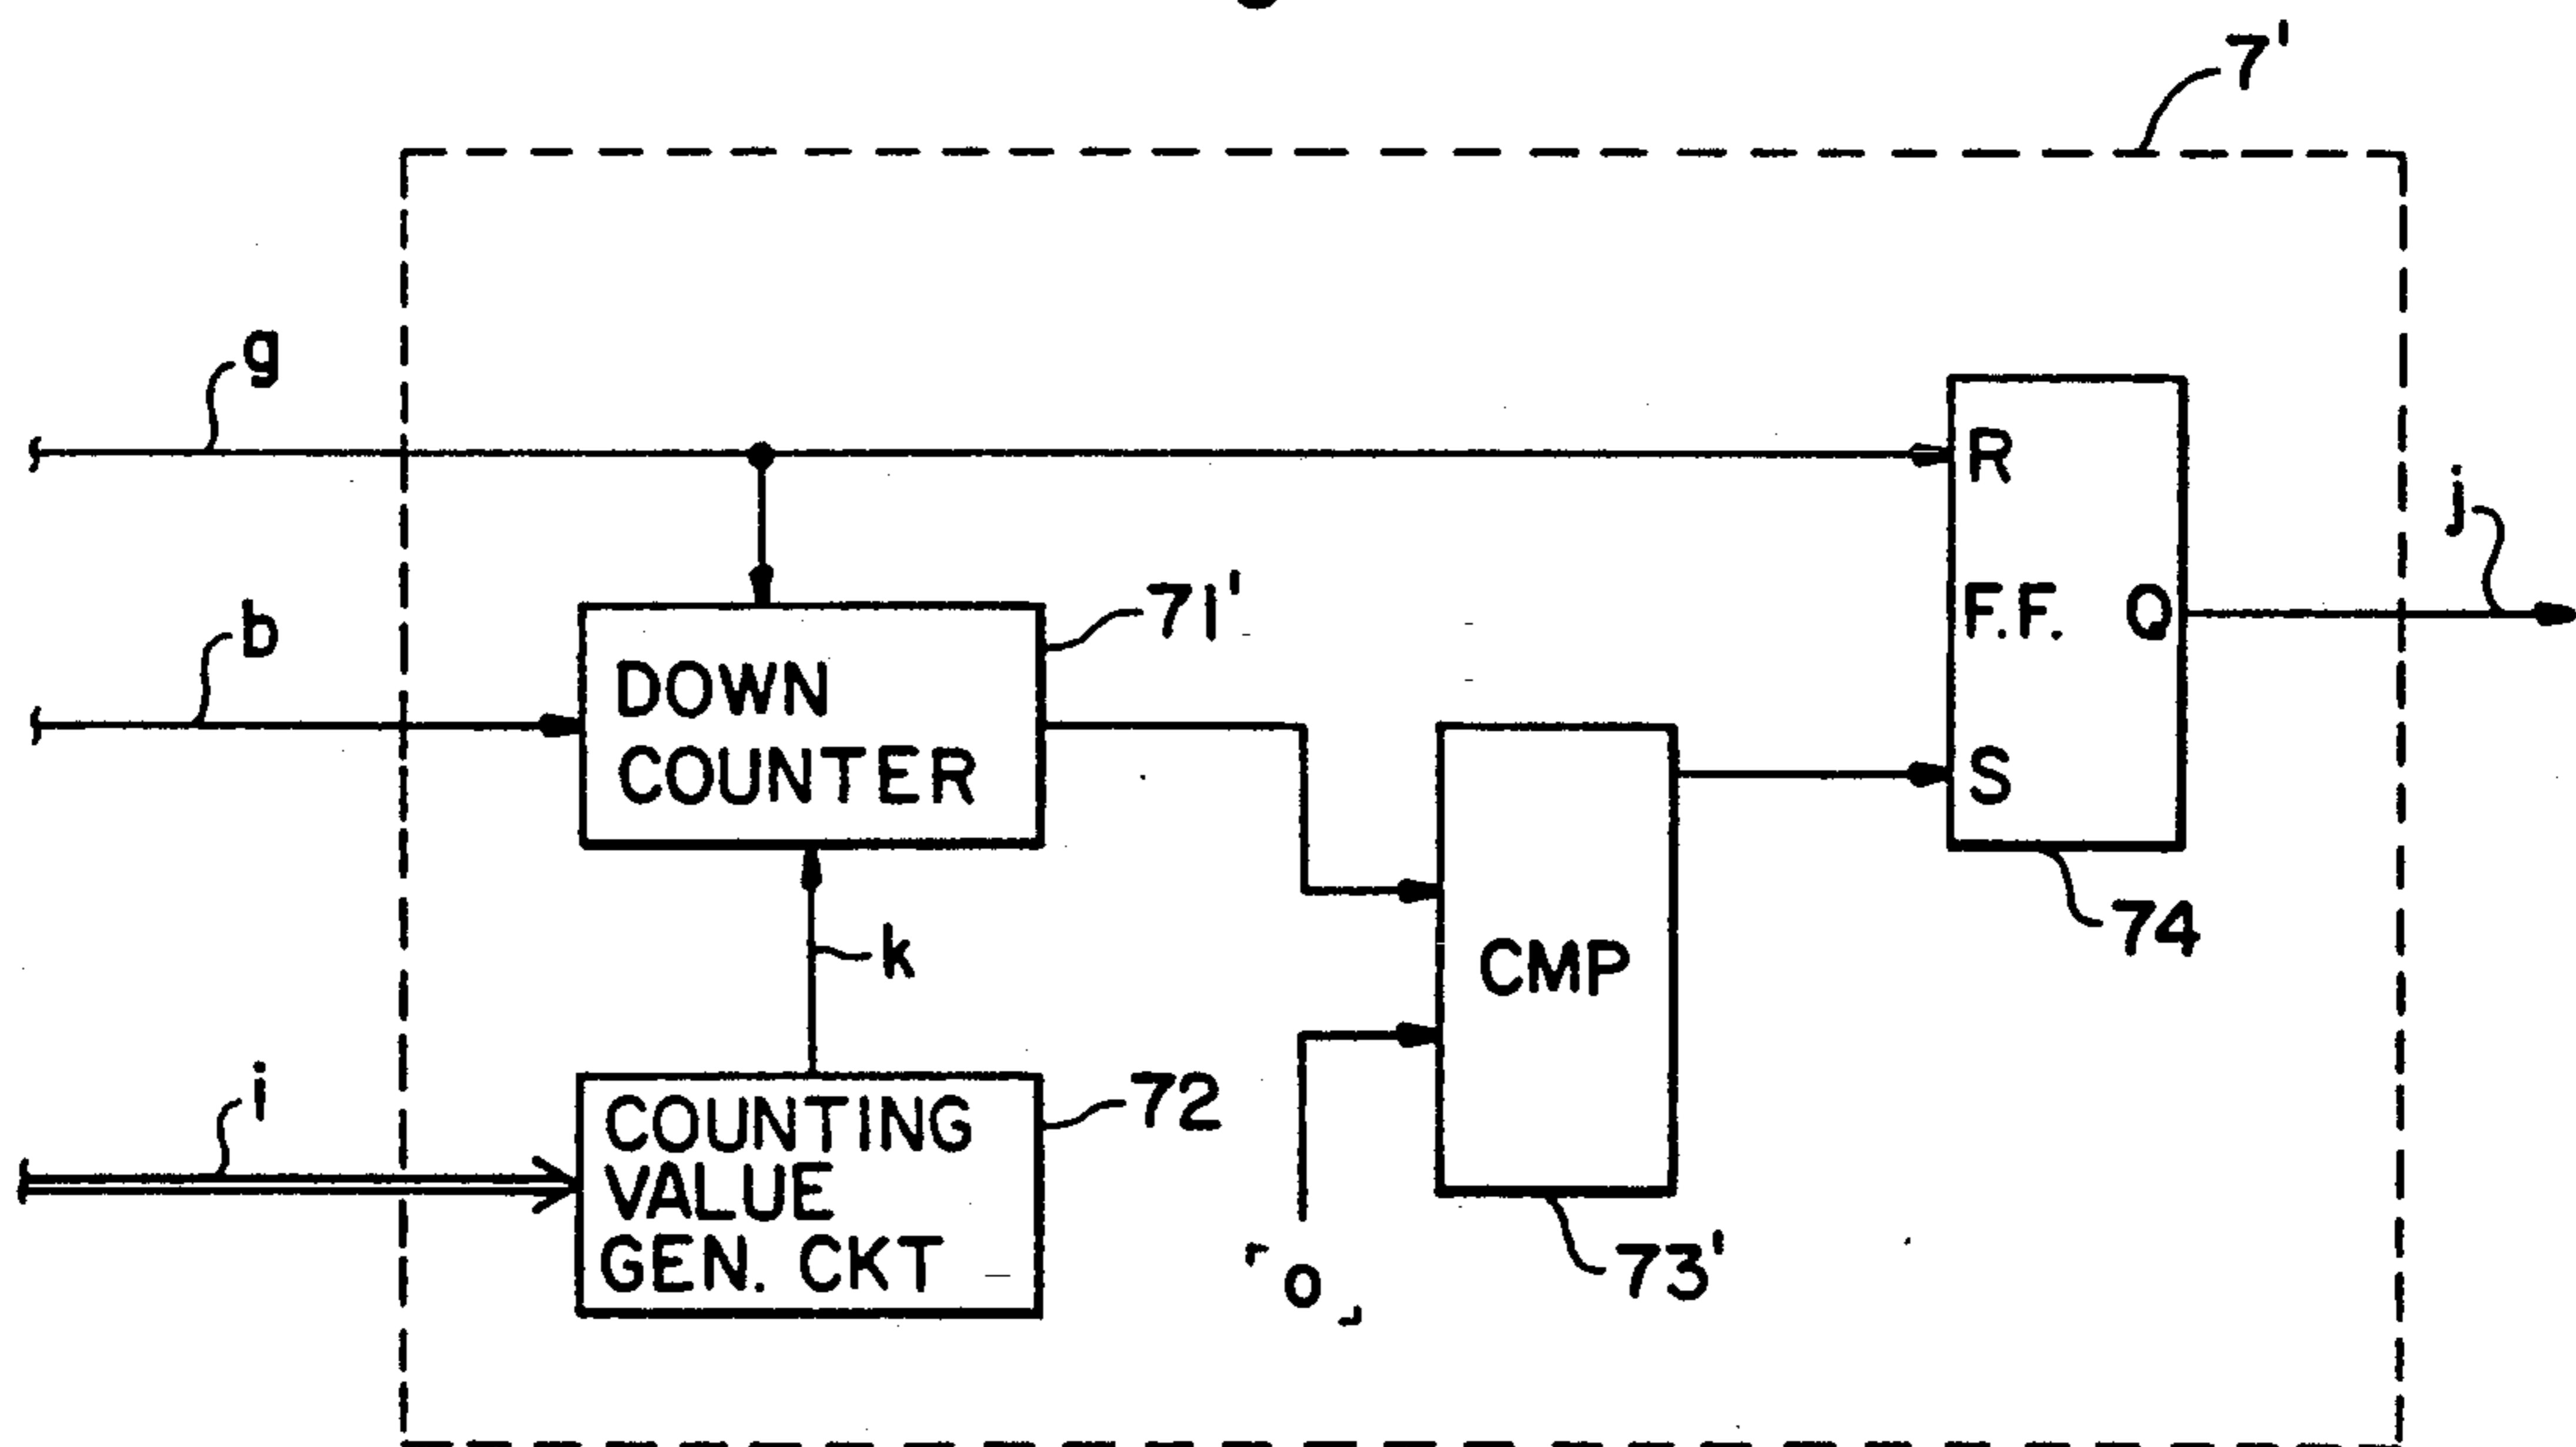 7'
g
R
j
b
71'
F.F. Q
DOWN
COUNTER
S
74
k
CMP
i
72
COUNTING
VALUE
GEN. CKT
「0」
73'